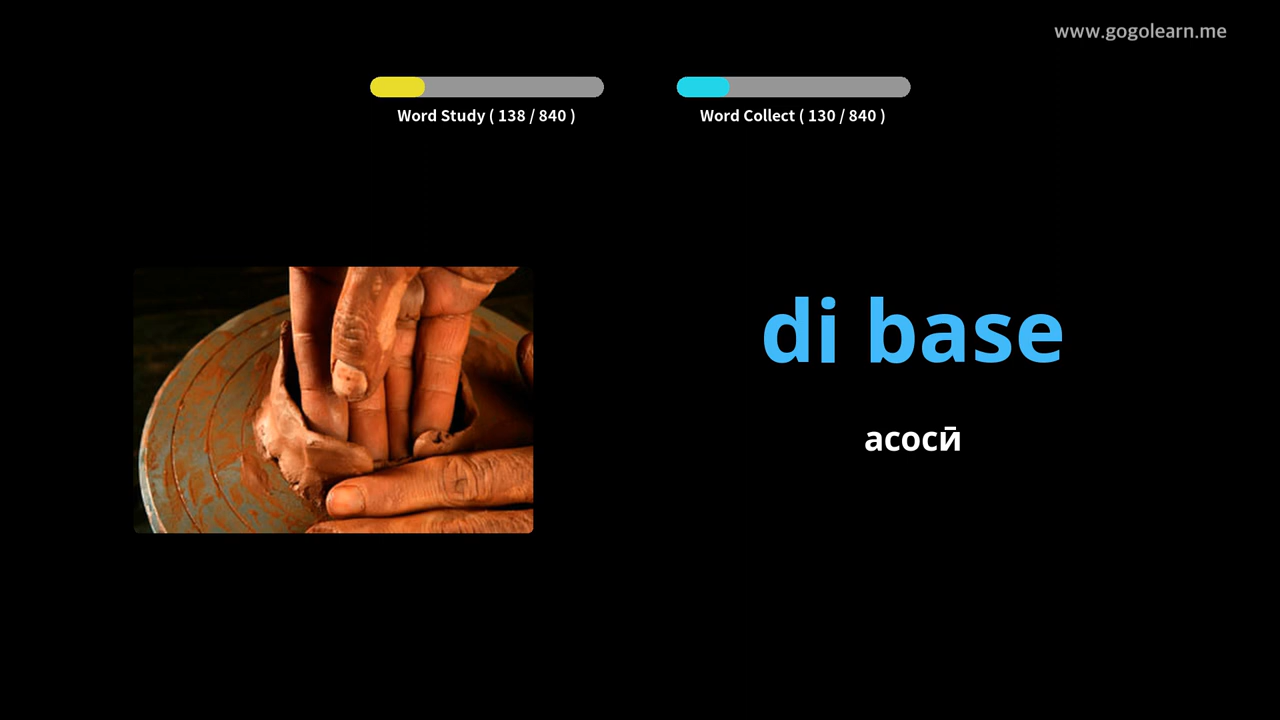 www.gogolearn.me
Word Study ( 138 / 840 )
Word Collect ( 130 / 840 )
di base
асосӣ